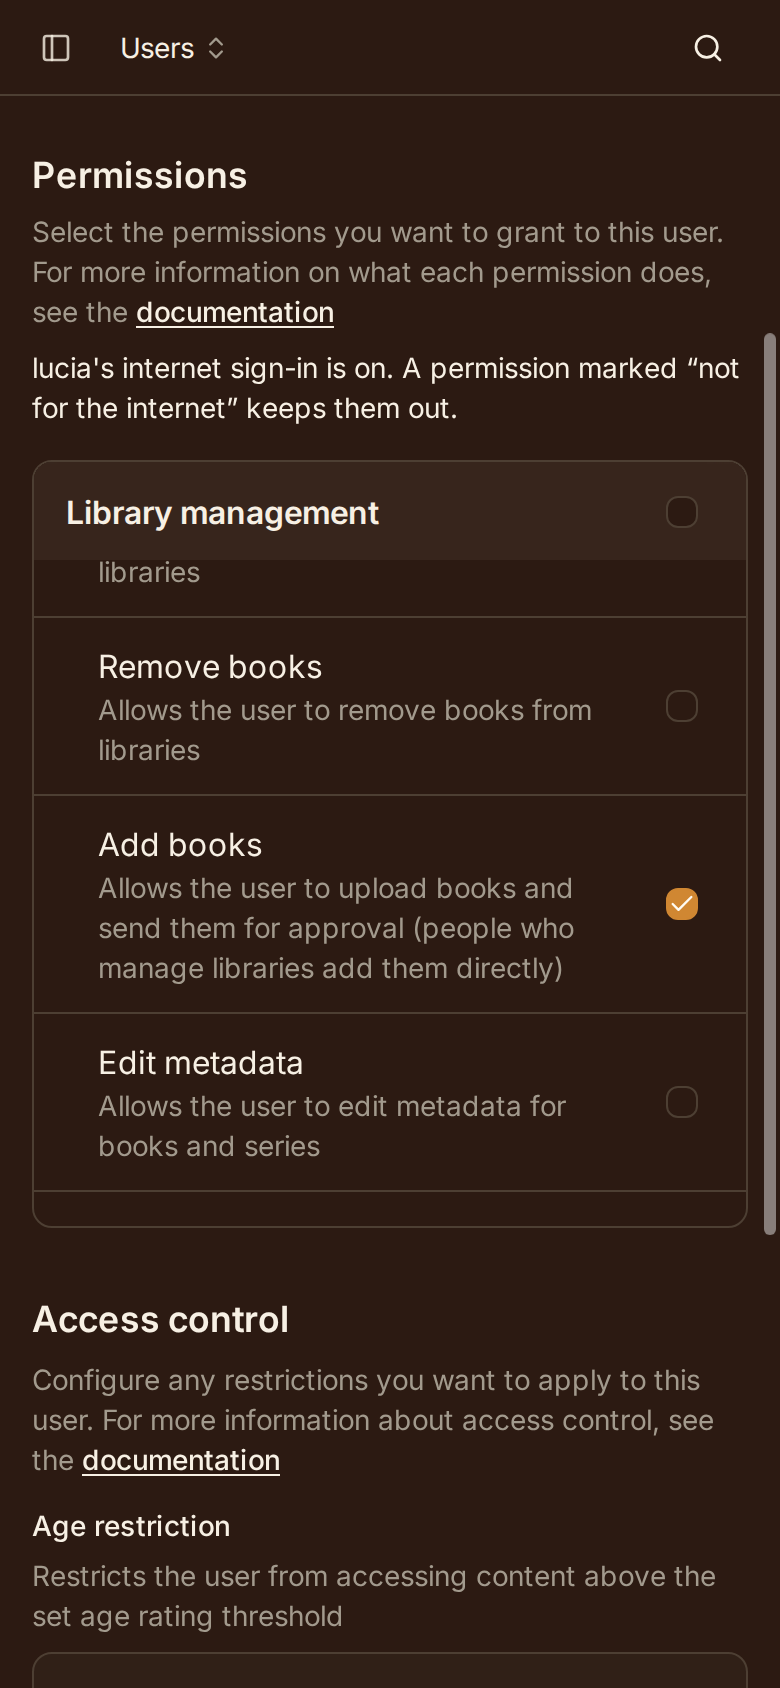 Users
Permissions
Select the permissions you want to grant to this user.
For more information on what each permission does,
see the documentation
lucia's internet sign-in is on. A permission marked “not
for the internet” keeps them out.
Library management
libraries
Remove books
Allows the user to remove books from
libraries
Add books
Allows the user to upload books and
send them for approval (people who
manage libraries add them directly)
Edit metadata
Allows the user to edit metadata for
books and series
Access control
Configure any restrictions you want to apply to this
user. For more information about access control, see
the documentation
Age restriction
Restricts the user from accessing content above the
set age rating threshold